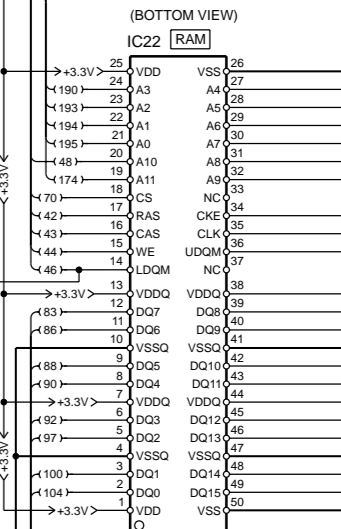 (BOTTOM VIEW)
IC22 RAM
+3.3V 25 VDD VSS 26
190 24 A3 A4 27
193 23 A2 A5 28
194 22 A1 A6 29
195 21 A0 A7 30
48 20 A10 A8 31
174 19 A11 A9 32
70 18 CS NC 33
42 17 RAS CKE 34
43 16 CAS CLK 35
44 15 WE UDQM 36
46 14 LDQM NC 37
+3.3V 13 VDDQ VDDQ 38
83 12 DQ7 DQ8 39
86 11 DQ6 DQ9 40
10 VSSQ VSSQ 41
88 9 DQ5 DQ10 42
90 8 DQ4 DQ11 43
+3.3V 7 VDDQ VDDQ 44
92 6 DQ3 DQ12 45
97 5 DQ2 DQ13 46
4 VSSQ VSSQ 47
100 3 DQ1 DQ14 48
104 2 DQ0 DQ15 49
+3.3V 1 VDD VSS 50
+3.3V
+3.3V